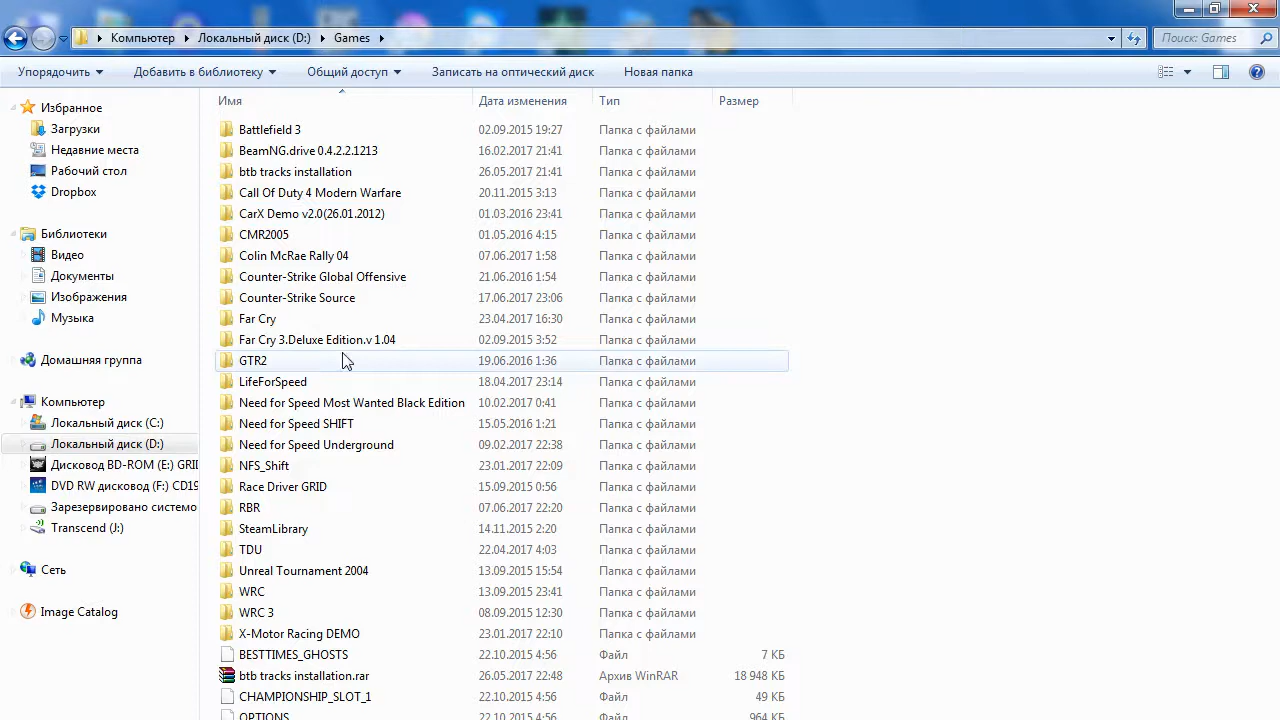 Компьютер ▸ Локальный диск (D:) ▸ Games ▸
Поиск: Games
Упорядочить Добавить в библиотеку Общий доступ Записать на оптический диск Новая папка
Имя Дата изменения Тип Размер
Избранное
Загрузки
Недавние места
Рабочий стол
Dropbox
Библиотеки
Видео
Документы
Изображения
Музыка
Домашняя группа
Компьютер
Локальный диск (C:)
Локальный диск (D:)
Дисковод BD-ROM (E:) GRI
DVD RW дисковод (F:) CD19
Зарезервировано системо
Transcend (J:)
Сеть
Image Catalog
Battlefield 3 02.09.2015 19:27 Папка с файлами
BeamNG.drive 0.4.2.2.1213 16.02.2017 21:41 Папка с файлами
btb tracks installation 26.05.2017 21:41 Папка с файлами
Call Of Duty 4 Modern Warfare 20.11.2015 3:13 Папка с файлами
CarX Demo v2.0(26.01.2012) 01.03.2016 23:41 Папка с файлами
CMR2005 01.05.2016 4:15 Папка с файлами
Colin McRae Rally 04 07.06.2017 1:58 Папка с файлами
Counter-Strike Global Offensive 21.06.2016 1:54 Папка с файлами
Counter-Strike Source 17.06.2017 23:06 Папка с файлами
Far Cry 23.04.2017 16:30 Папка с файлами
Far Cry 3.Deluxe Edition.v 1.04 02.09.2015 3:52 Папка с файлами
GTR2 19.06.2016 1:36 Папка с файлами
LifeForSpeed 18.04.2017 23:14 Папка с файлами
Need for Speed Most Wanted Black Edition 10.02.2017 0:41 Папка с файлами
Need for Speed SHIFT 15.05.2016 1:21 Папка с файлами
Need for Speed Underground 09.02.2017 22:38 Папка с файлами
NFS_Shift 23.01.2017 22:09 Папка с файлами
Race Driver GRID 15.09.2015 0:56 Папка с файлами
RBR 07.06.2017 22:20 Папка с файлами
SteamLibrary 14.11.2015 2:20 Папка с файлами
TDU 22.04.2017 4:03 Папка с файлами
Unreal Tournament 2004 13.09.2015 15:54 Папка с файлами
WRC 13.09.2015 23:41 Папка с файлами
WRC 3 08.09.2015 12:30 Папка с файлами
X-Motor Racing DEMO 23.01.2017 22:10 Папка с файлами
BESTTIMES_GHOSTS 22.10.2015 4:56 Файл 7 КБ
btb tracks installation.rar 26.05.2017 22:48 Архив WinRAR 18 948 КБ
CHAMPIONSHIP_SLOT_1 22.10.2015 4:56 Файл 49 КБ
OPTIONS 22.10.2015 4:56 Файл 964 КБ